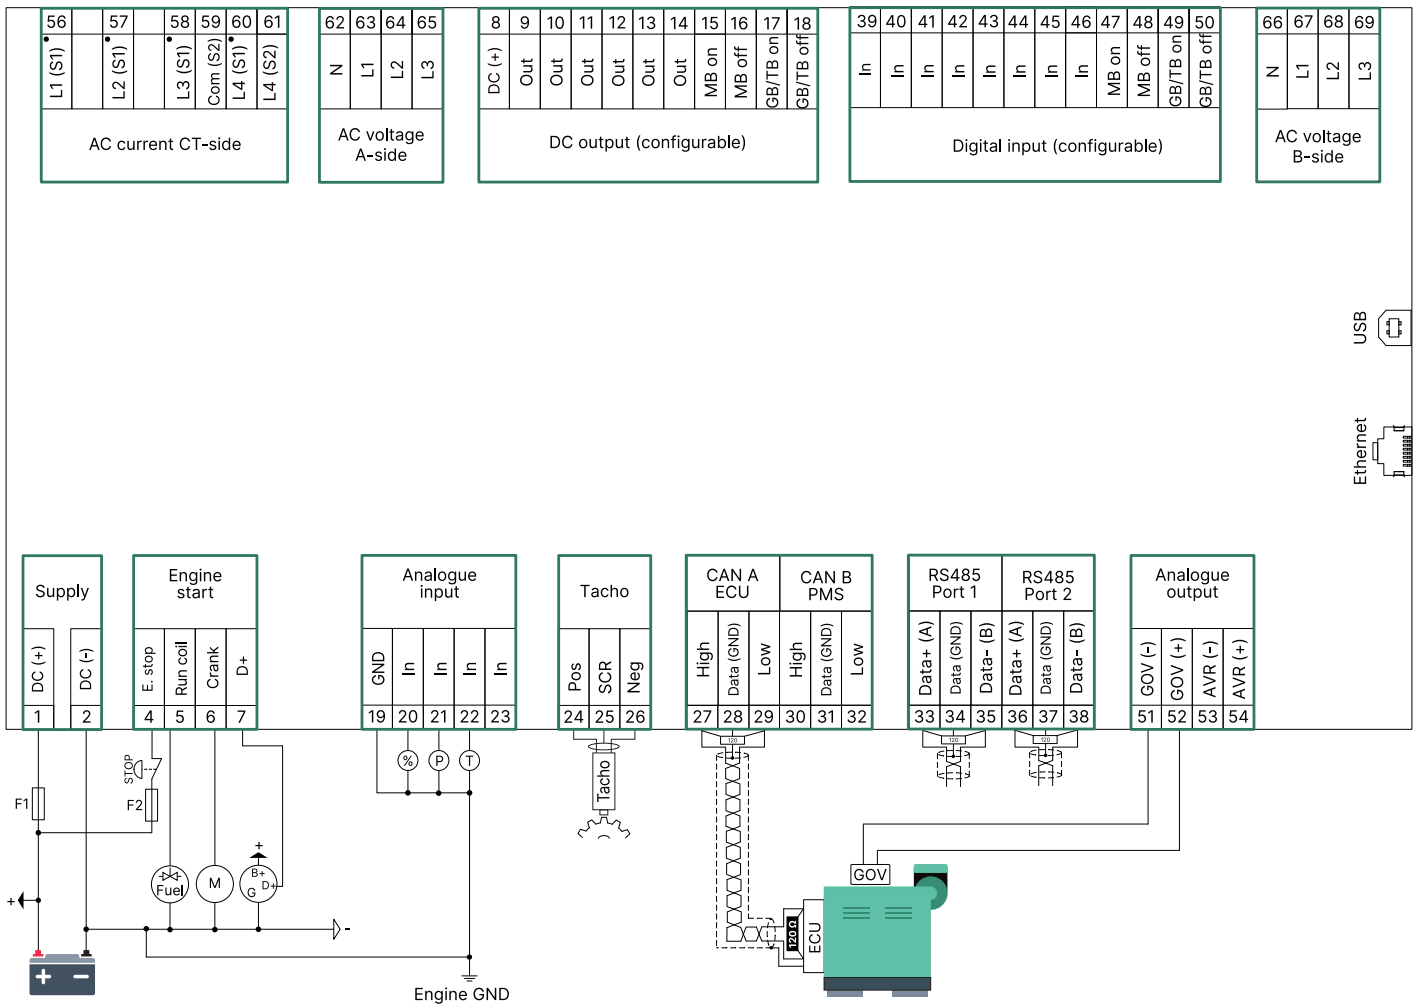 56 57 58 59 60 61
L1 (S1)
L2 (S1)
L3 (S1)
Com (S2)
L4 (S1)
L4 (S2)
AC current CT-side
62 63 64 65
N
L1
L2
L3
AC voltage
A-side
8 9 10 11 12 13 14 15 16 17 18
DC (+)
Out
Out
Out
Out
Out
Out
MB on
MB off
GB/TB on
GB/TB off
DC output (configurable)
39 40 41 42 43 44 45 46 47 48 49 50
In
In
In
In
In
In
In
In
MB on
MB off
GB/TB on
GB/TB off
Digital input (configurable)
66 67 68 69
N
L1
L2
L3
AC voltage
B-side
USB
Ethernet
Supply
DC (+)
DC (-)
1 2
Engine
start
E. stop
Run coil
Crank
D+
4 5 6 7
Analogue
input
GND
In
In
In
In
19 20 21 22 23
Tacho
Pos
SCR
Neg
24 25 26
CAN A
ECU
CAN B
PMS
High
Data (GND)
Low
High
Data (GND)
Low
27 28 29 30 31 32
RS485
Port 1
RS485
Port 2
Data+ (A)
Data (GND)
Data- (B)
Data+ (A)
Data (GND)
Data- (B)
33 34 35 36 37 38
Analogue
output
GOV (-)
GOV (+)
AVR (-)
AVR (+)
51 52 53 54
120
120
120
STOP
F1
F2
% P T
Tacho
+
B+
D+
G
Fuel
M
+
-
+ −
Engine GND
GOV
120 Ω
ECU